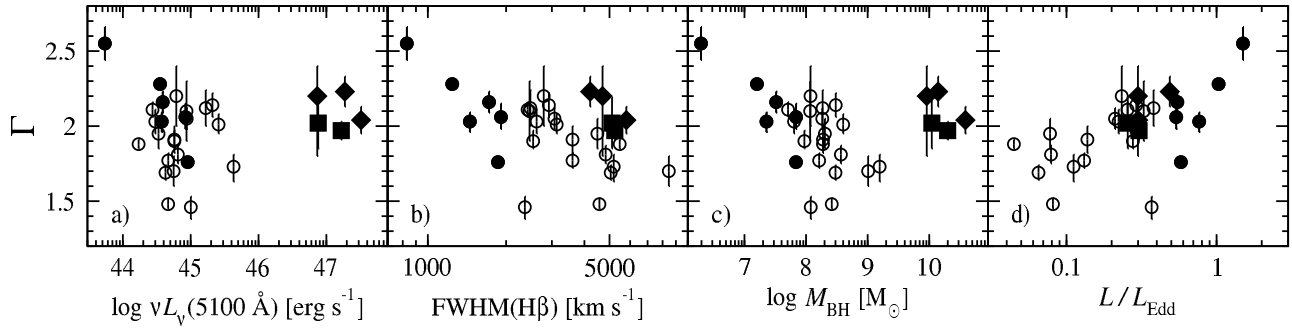 Γ
2.5
2
1.5
a)
b)
c)
d)
44 45 46 47
1000 5000
7 8 9 10
0.1 1
log νLν(5100 Å) [erg s⁻¹]
FWHM(Hβ) [km s⁻¹]
log M_BH [M_⊙]
L/L_Edd